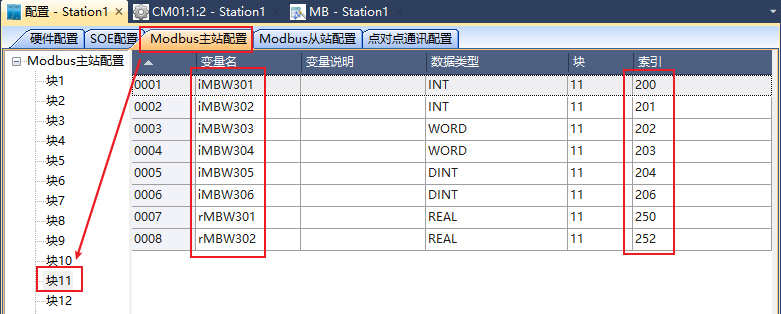 配置 - Station1 CM01:1:2 - Station1 MB - Station1
硬件配置 SOE配置 Modbus主站配置 Modbus从站配置 点对点通讯配置
Modbus主站配置
块1
块2
块3
块4
块5
块6
块7
块8
块9
块10
块11
块12
变量名 变量说明 数据类型 块 索引
0001 iMBW301 INT 11 200
0002 iMBW302 INT 11 201
0003 iMBW303 WORD 11 202
0004 iMBW304 WORD 11 203
0005 iMBW305 DINT 11 204
0006 iMBW306 DINT 11 206
0007 rMBW301 REAL 11 250
0008 rMBW302 REAL 11 252